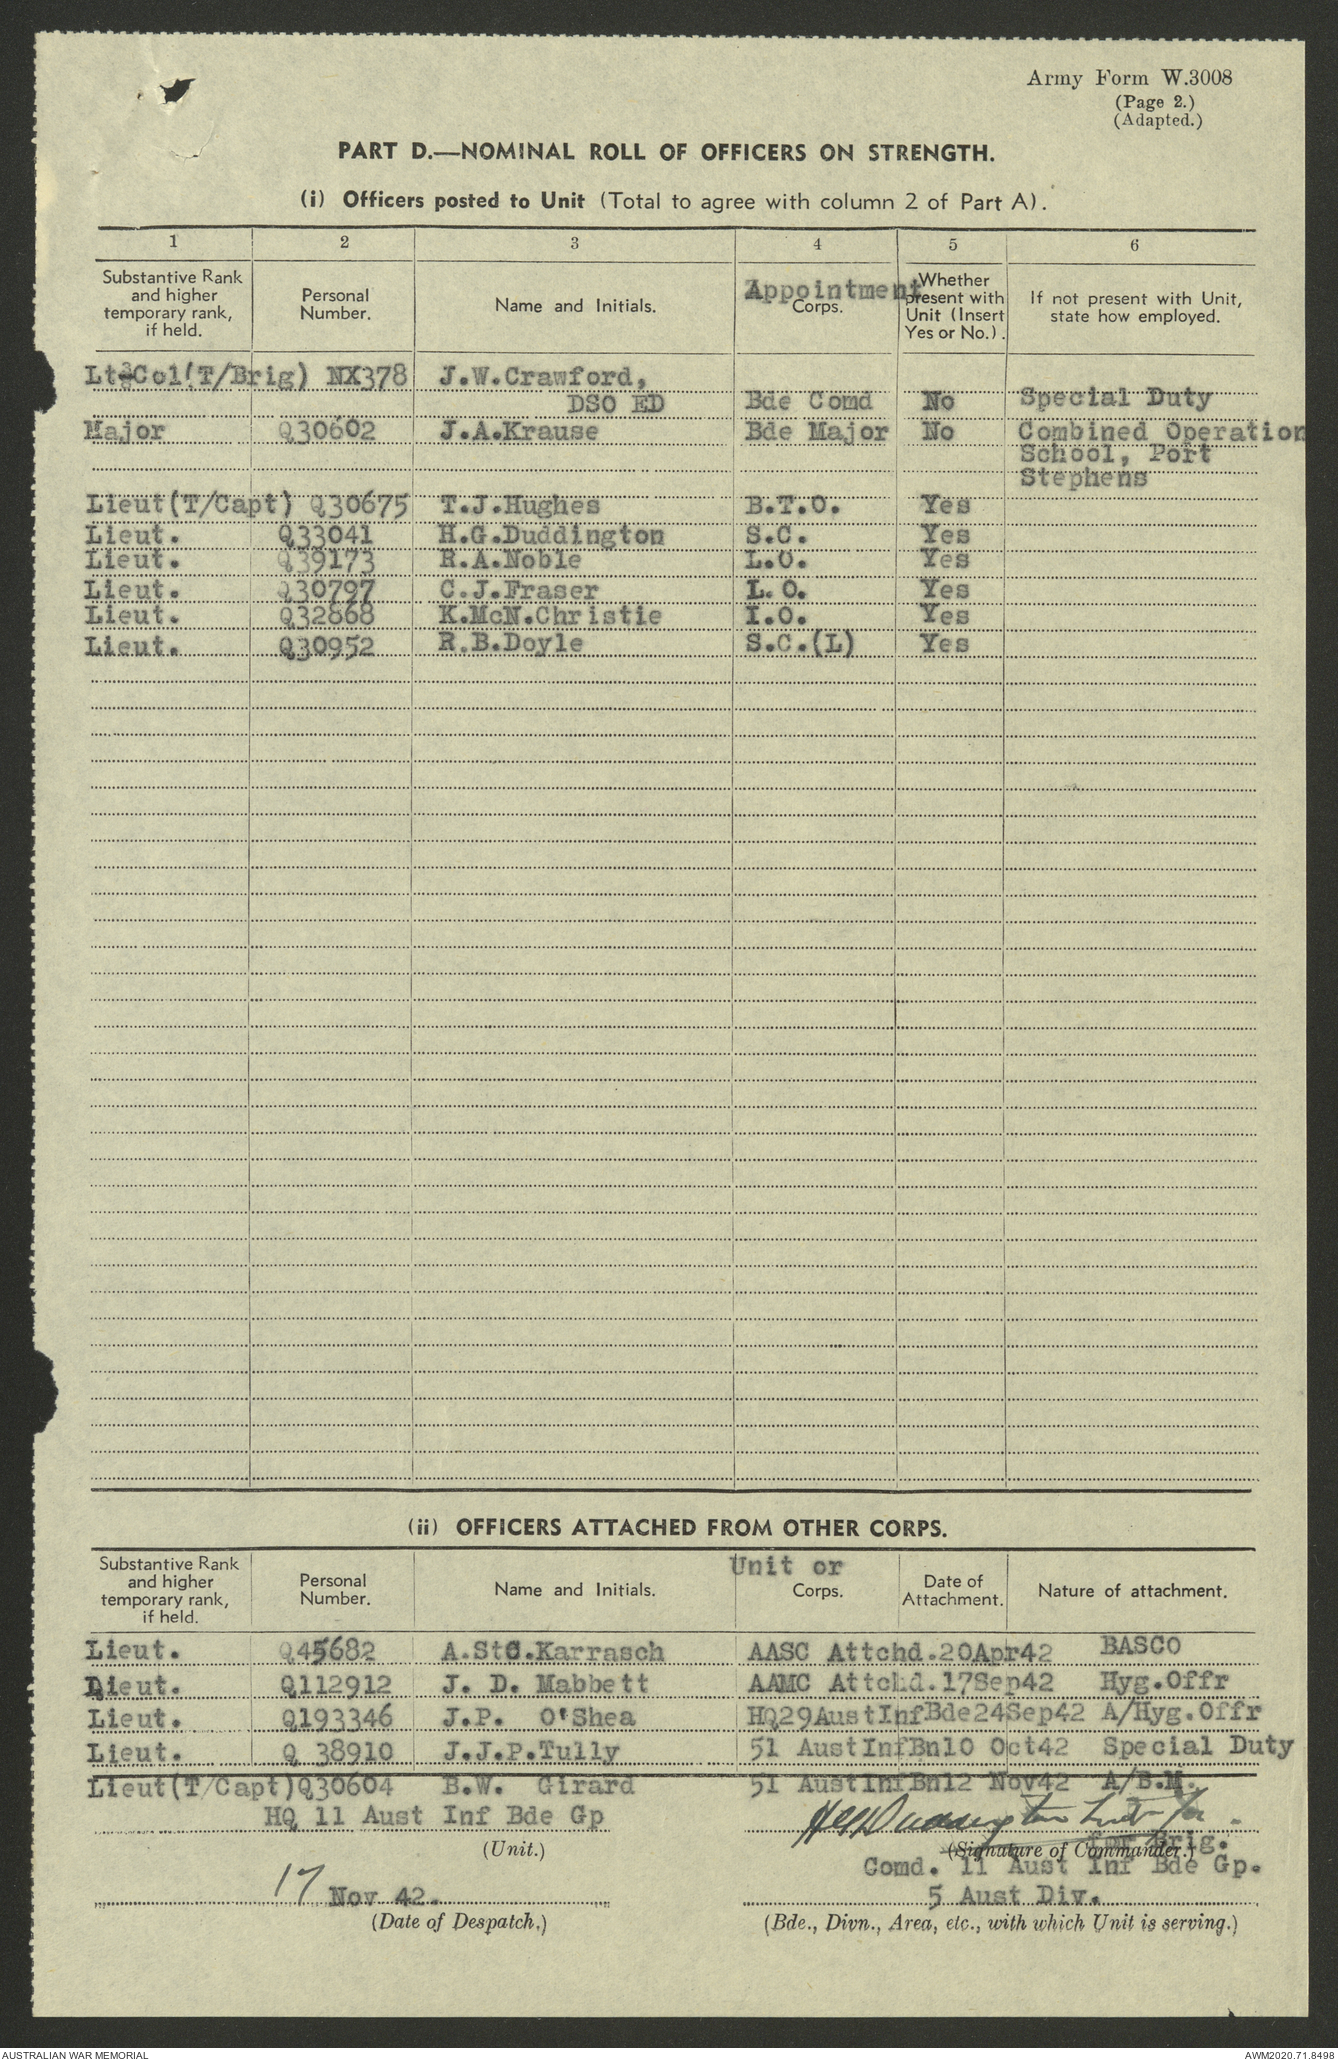 Army Form W.3008
(Page 2.)
(Adapted.)
PART D.—NOMINAL ROLL OF OFFICERS ON STRENGTH.
(i) Officers posted to Unit (Total to agree with column 2 of Part A).
1 2 3 4 5 6
Substantive Rank and higher temporary rank, if held.
Personal Number.
Name and Initials.
Appointment
Corps.
Whether present with Unit (Insert Yes or No.).
If not present with Unit, state how employed.
Lt-Col(T/Brig) NX378 J.W.Crawford,
DSO ED Bde Comd No Special Duty
Major Q30602 J.A.Krause Bde Major No Combined Operation
School, Port
Stephens
Lieut(T/Capt) Q30675 T.J.Hughes B.T.O. Yes
Lieut. Q33041 H.G.Duddington S.C. Yes
Lieut. Q39173 R.A.Noble L.O. Yes
Lieut. Q30797 C.J.Fraser L.O. Yes
Lieut. Q32868 K.McN.Christie I.O. Yes
Lieut. Q30952 R.B.Doyle S.C.(L) Yes
(ii) OFFICERS ATTACHED FROM OTHER CORPS.
Substantive Rank and higher temporary rank, if held.
Personal Number.
Name and Initials.
Unit or
Corps.
Date of Attachment.
Nature of attachment.
Lieut. Q45682 A.StC.Karrasch AASC Attchd.20Apr42 BASCO
Lieut. Q112912 J. D. Mabbett AAMC Attchd.17Sep42 Hyg.Offr
Lieut. Q193346 J.P. O'Shea HQ29AustInfBde24Sep42 A/Hyg.Offr
Lieut. Q 38910 J.J.P.Tully 51 AustInfBn10 Oct42 Special Duty
Lieut(T/Capt)Q30604 B.W. Girard 51 AustInfBn12 Nov42 A/B.M.
HQ 11 Aust Inf Bde Gp
HGDuddington Lieut for
(Unit.)
for Brig.
(Signature of Commander.)
Comd. 11 Aust Inf Bde Gp.
17 Nov 42.
5 Aust Div.
(Date of Despatch,)
(Bde., Divn., Area, etc., with which Unit is serving.)
AUSTRALIAN WAR MEMORIAL
AWM2020.71.8498